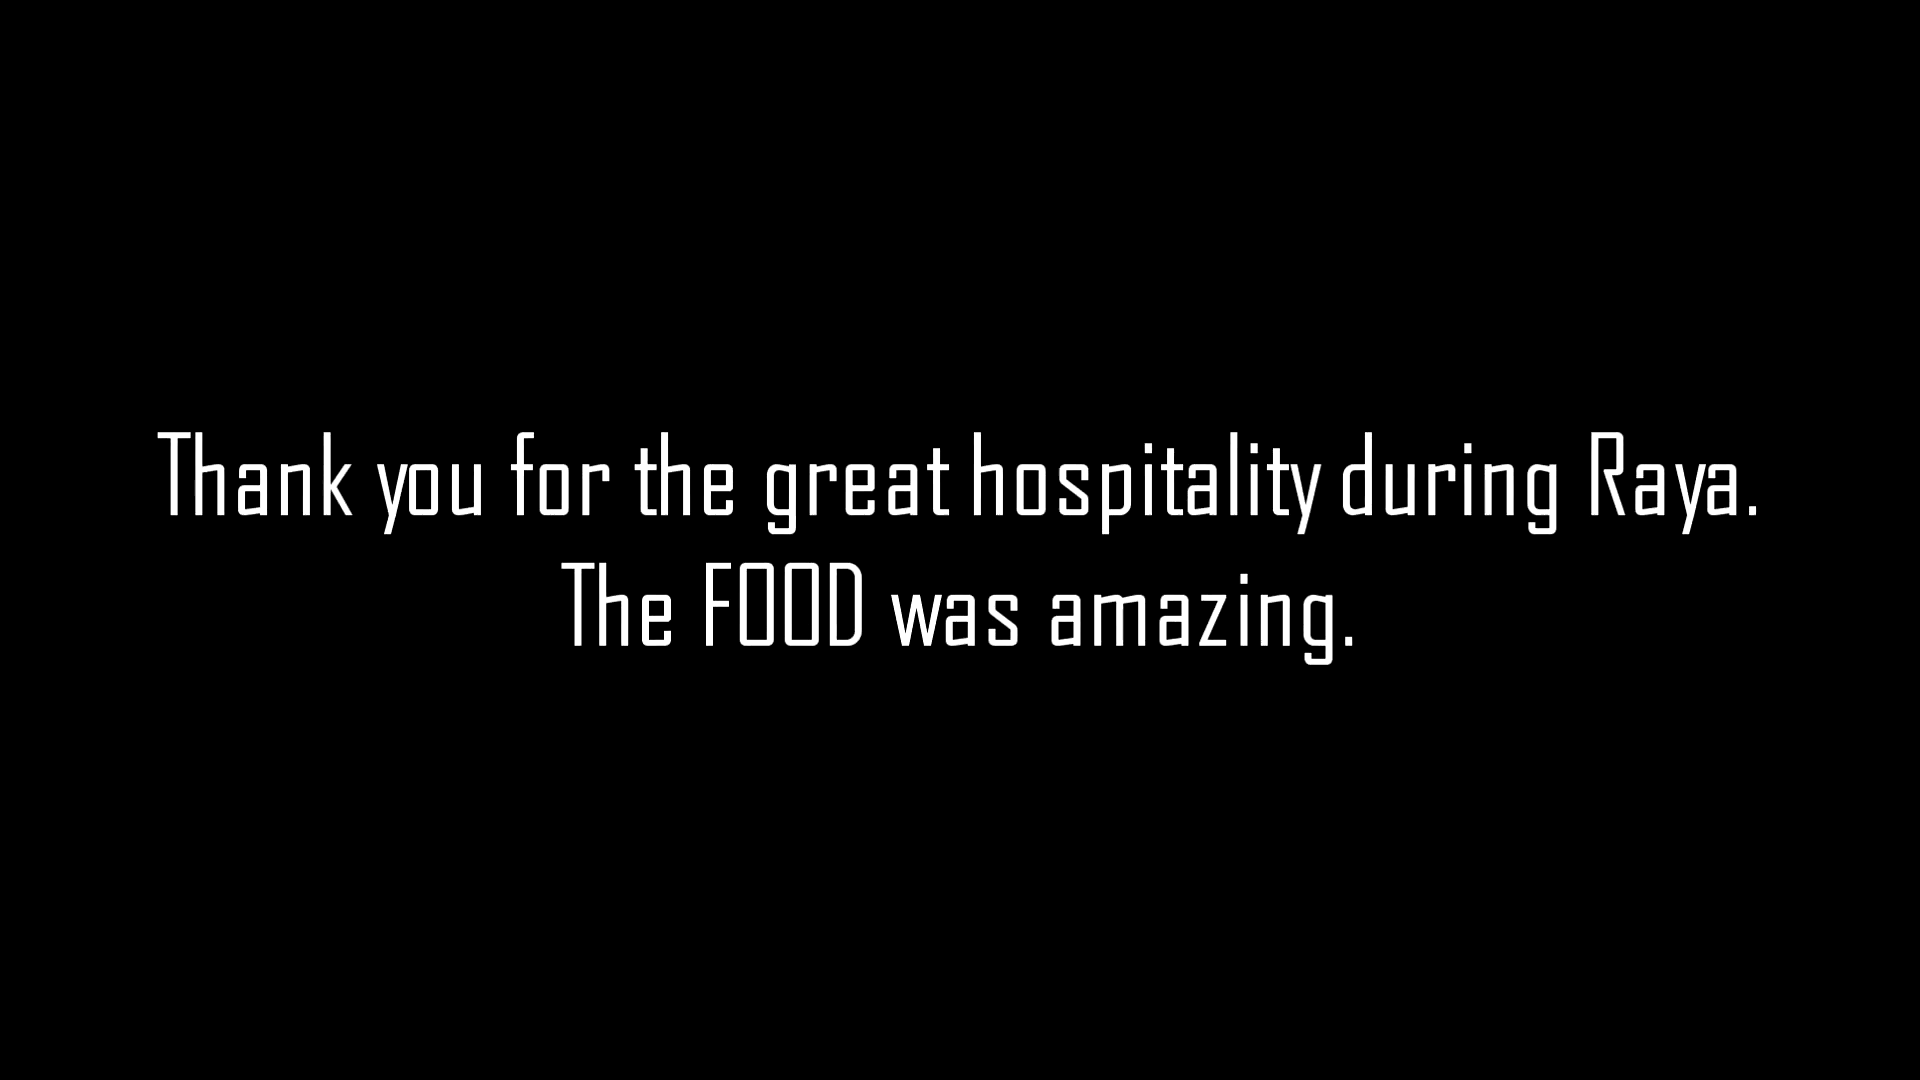 Thank you for the great hospitality during Raya.
The FOOD was amazing.